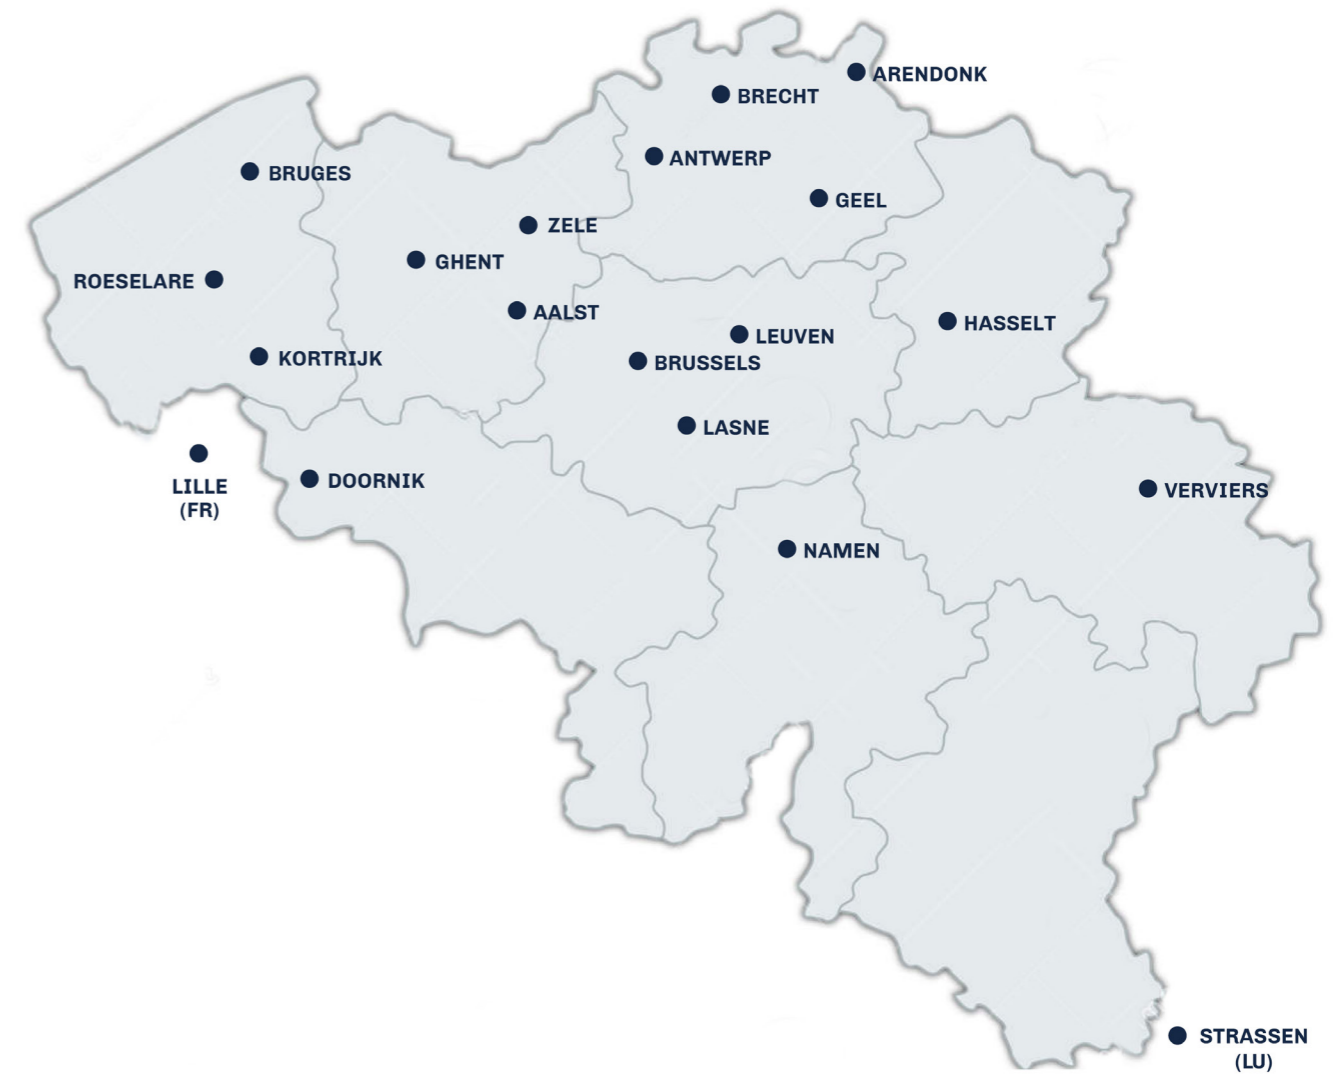 ARENDONK
BRECHT
ANTWERP
BRUGES
GEEL
ZELE
GHENT
ROESELARE
AALST
HASSELT
LEUVEN
KORTRIJK
BRUSSELS
LASNE
DOORNIK
LILLE
(FR)
VERVIERS
NAMEN
STRASSEN
(LU)